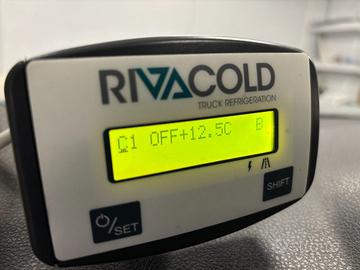 RIVACOLD
TRUCK REFRIGERATION
C1 OFF+12.5C B
/SET
SHIFT